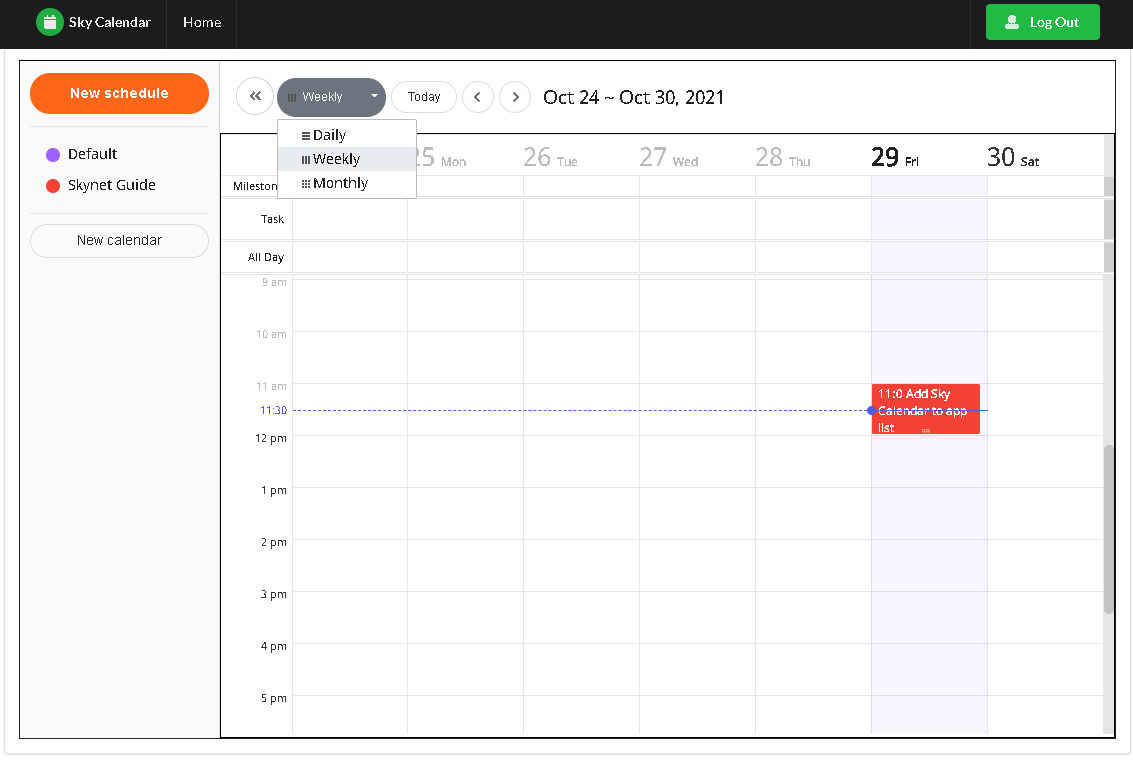 Sky Calendar
Home
Log Out
New schedule
Default
Skynet Guide
New calendar
Weekly
Today
Oct 24 ~ Oct 30, 2021
Daily
Weekly
Monthly
25 Mon
26 Tue
27 Wed
28 Thu
29 Fri
30 Sat
Mileston
Task
All Day
9 am
10 am
11 am
11:30
12 pm
1 pm
2 pm
3 pm
4 pm
5 pm
11:0 Add Sky
Calendar to app
list